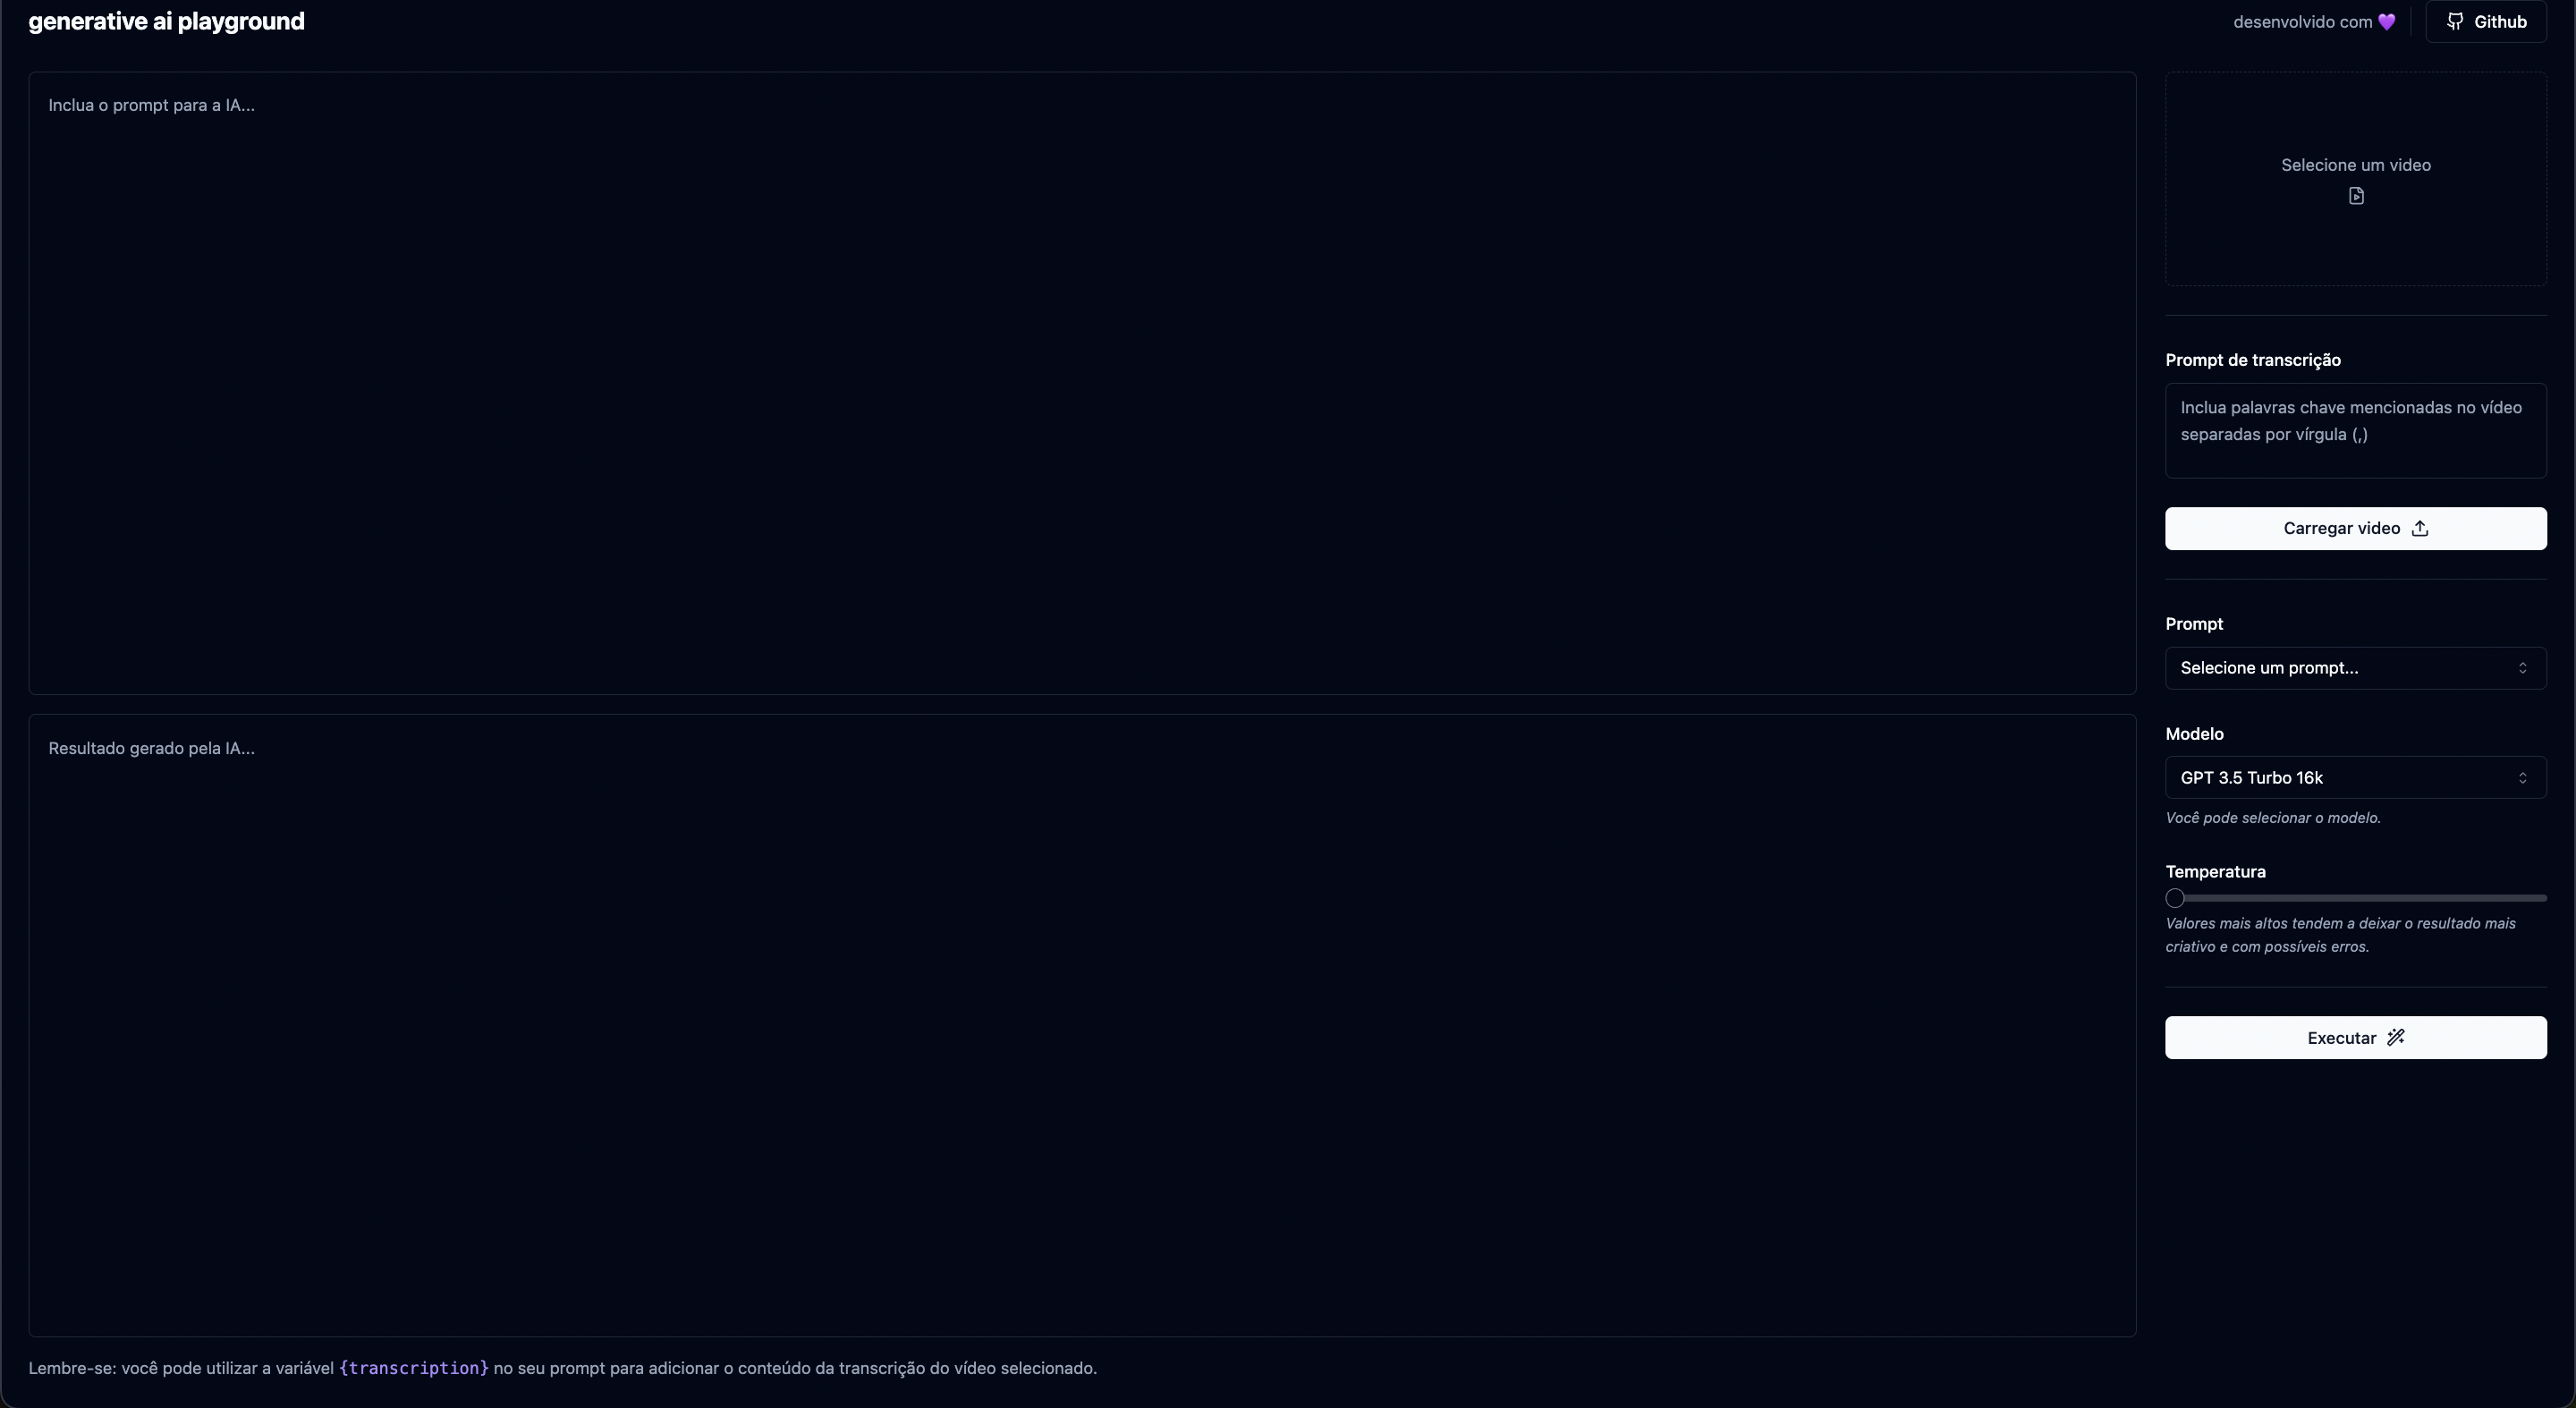 generative ai playground
desenvolvido com 💜
Github
Inclua o prompt para a IA...
Resultado gerado pela IA...
Lembre-se: você pode utilizar a variável {transcription} no seu prompt para adicionar o conteúdo da transcrição do vídeo selecionado.
Selecione um video
Prompt de transcrição
Inclua palavras chave mencionadas no vídeo
separadas por vírgula (,)
Carregar video
Prompt
Selecione um prompt...
Modelo
GPT 3.5 Turbo 16k
Você pode selecionar o modelo.
Temperatura
Valores mais altos tendem a deixar o resultado mais
criativo e com possíveis erros.
Executar